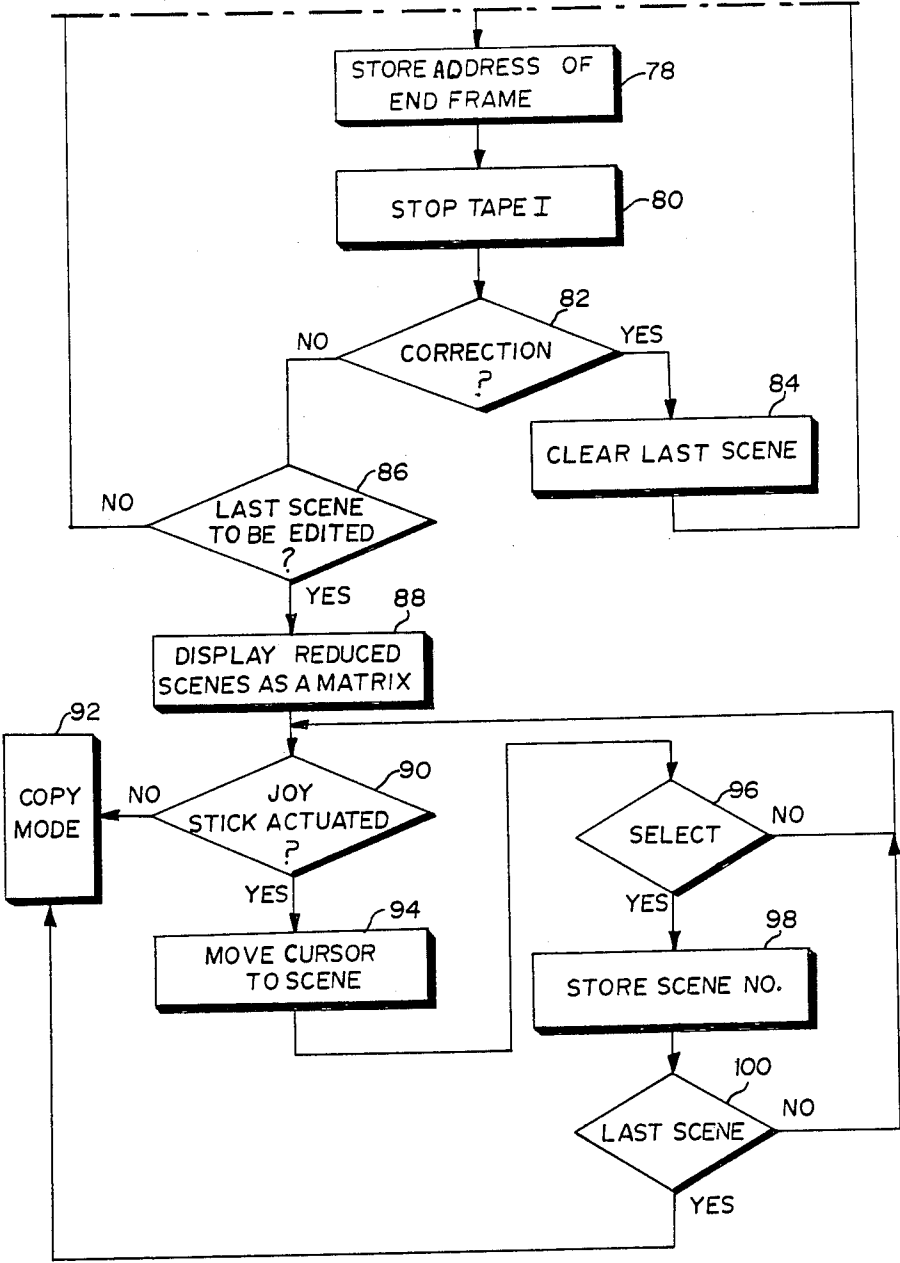 STORE ADDRESS OF
END FRAME
78
STOP TAPE I
80
82
CORRECTION
?
NO
YES
84
CLEAR LAST SCENE
86
LAST SCENE
TO BE EDITED
?
NO
YES
88
DISPLAY REDUCED
SCENES AS A MATRIX
92
COPY
MODE
90
JOY
STICK ACTUATED
?
NO
YES
94
MOVE CURSOR
TO SCENE
96
SELECT
NO
YES
98
STORE SCENE NO.
100
LAST SCENE
NO
YES